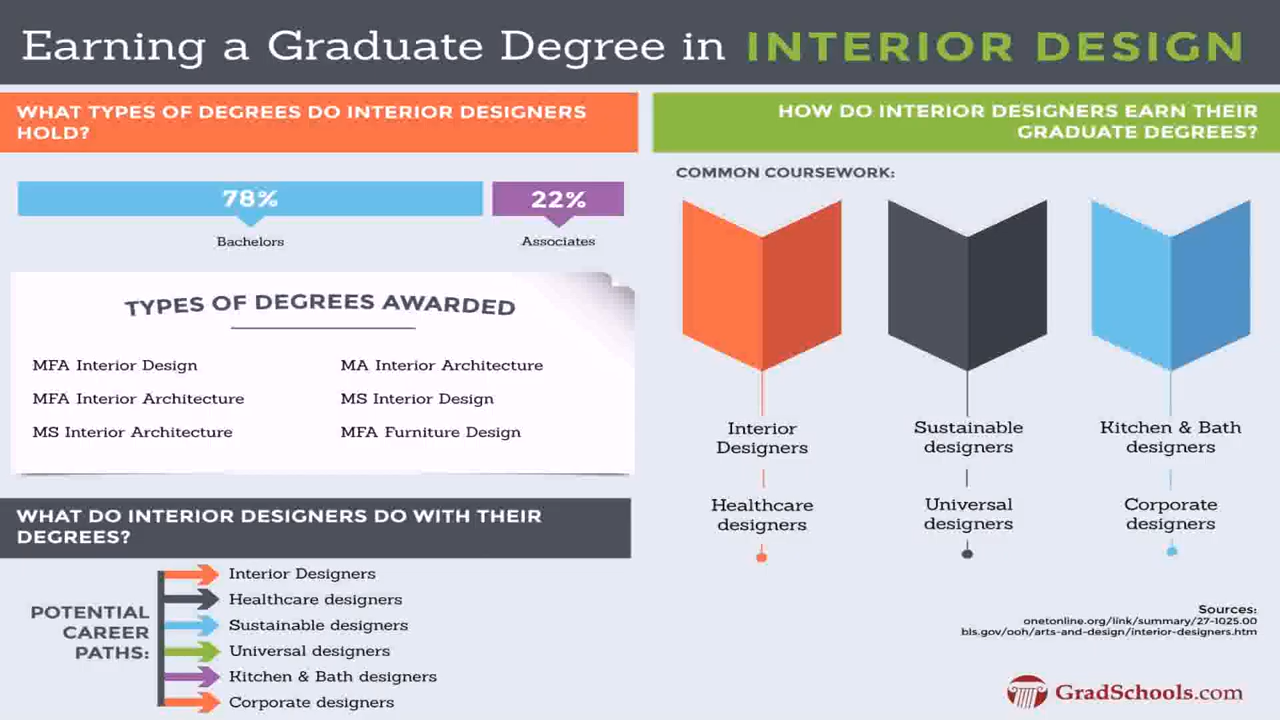 Earning a Graduate Degree in INTERIOR DESIGN
WHAT TYPES OF DEGREES DO INTERIOR DESIGNERS
HOLD?
78%
22%
Bachelors
Associates
TYPES OF DEGREES AWARDED
MFA Interior Design
MA Interior Architecture
MFA Interior Architecture
MS Interior Design
MS Interior Architecture
MFA Furniture Design
WHAT DO INTERIOR DESIGNERS DO WITH THEIR
DEGREES?
POTENTIAL
CAREER
PATHS:
Interior Designers
Healthcare designers
Sustainable designers
Universal designers
Kitchen & Bath designers
Corporate designers
HOW DO INTERIOR DESIGNERS EARN THEIR
GRADUATE DEGREES?
COMMON COURSEWORK:
Interior
Designers
Healthcare
designers
Sustainable
designers
Universal
designers
Kitchen & Bath
designers
Corporate
designers
Sources:
onetonline.org/link/summary/27-1025.00
bls.gov/ooh/arts-and-design/interior-designers.htm
GradSchools.com